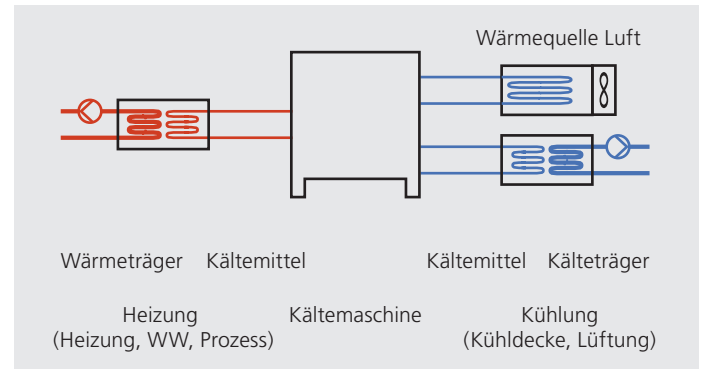 Wärmequelle Luft
Wärmeträger Kältemittel Kältemittel Kälteträger
Heizung Kältemaschine Kühlung
(Heizung, WW, Prozess) (Kühldecke, Lüftung)